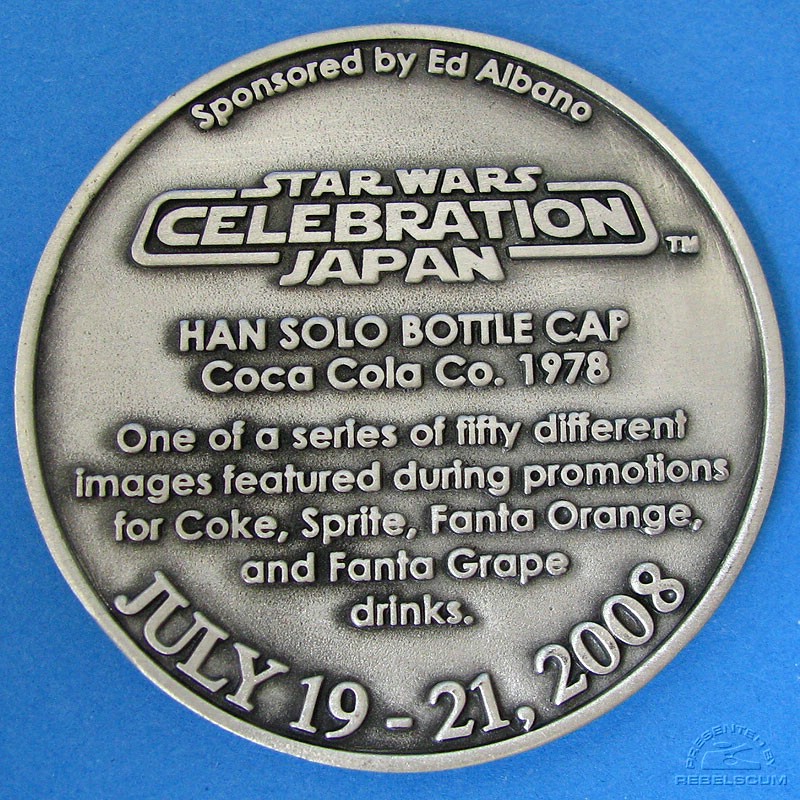 Sponsored by Ed Albano
STAR WARS
CELEBRATION
JAPAN
TM
HAN SOLO BOTTLE CAP
Coca Cola Co. 1978
One of a series of fifty different
images featured during promotions
for Coke, Sprite, Fanta Orange,
and Fanta Grape
drinks.
JULY 19 - 21, 2008
PRESENTED BY
REBELSCUM